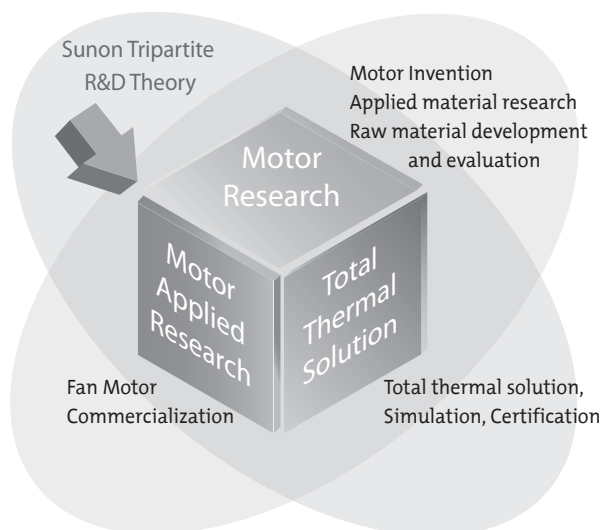 Sunon Tripartite
R&D Theory
Motor Invention
Applied material research
Raw material development
and evaluation
Motor
Research
Motor
Applied
Research
Total
Thermal
Solution
Fan Motor
Commercialization
Total thermal solution,
Simulation, Certification